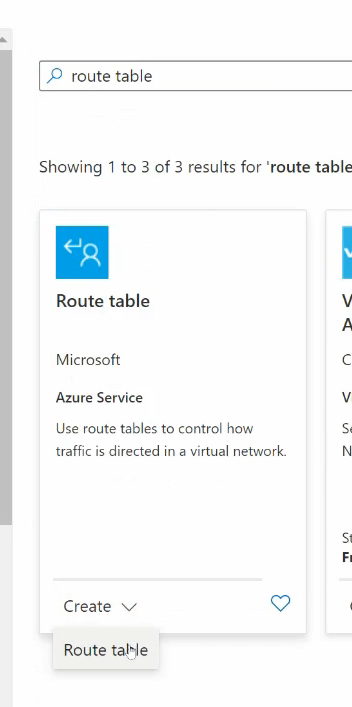 route table
Showing 1 to 3 of 3 results for 'route table
Route table
Microsoft
Azure Service
Use route tables to control how
traffic is directed in a virtual network.
Create
Route table
V
A
C
V
Se
N
St
Fr